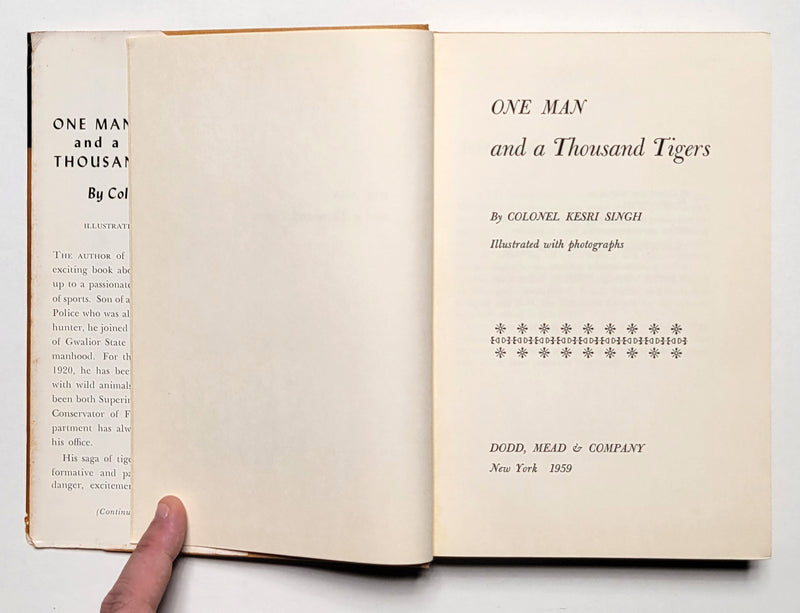 ONE MAN
and a
THOUSAN
By Col
ILLUSTRATI
THE AUTHOR of
exciting book abo
up to a passionate
of sports. Son of a
Police who was al
hunter, he joined
of Gwalior State
manhood. For th
1920, he has bee
with wild animals
been both Superin
Conservator of F
partment has alw
his office.
His saga of tige
formative and pa
danger, excitemen
(Continu
ONE MAN
and a Thousand Tigers
By COLONEL KESRI SINGH
Illustrated with photographs
DODD, MEAD & COMPANY
New York 1959